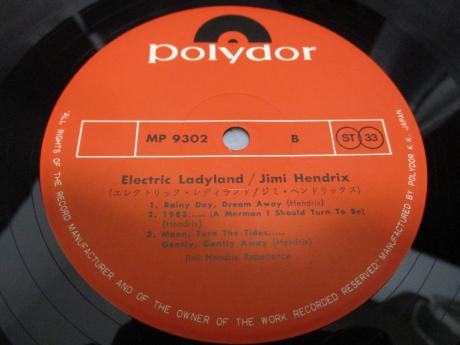 polydor
MP 9302 B ST 33
Electric Ladyland / Jimi Hendrix
(エレクトリック・レディランド/ジミ・ヘンドリックス)
1. Rainy Day, Dream Away (Hendrix)
2. 1983..... (A Merman I Should Turn To Be)
(Hendrix)
2. Moon, Turn The Tides.....
Gently, Gently Away (Hendrix)
Jimi Hendrix Experience
"ALL RIGHTS OF THE RECORD MANUFACTURER AND OF THE OWNER OF THE WORK RECORDED RESERVED" MANUFACTURED BY POLYDOR K.K. JAPAN